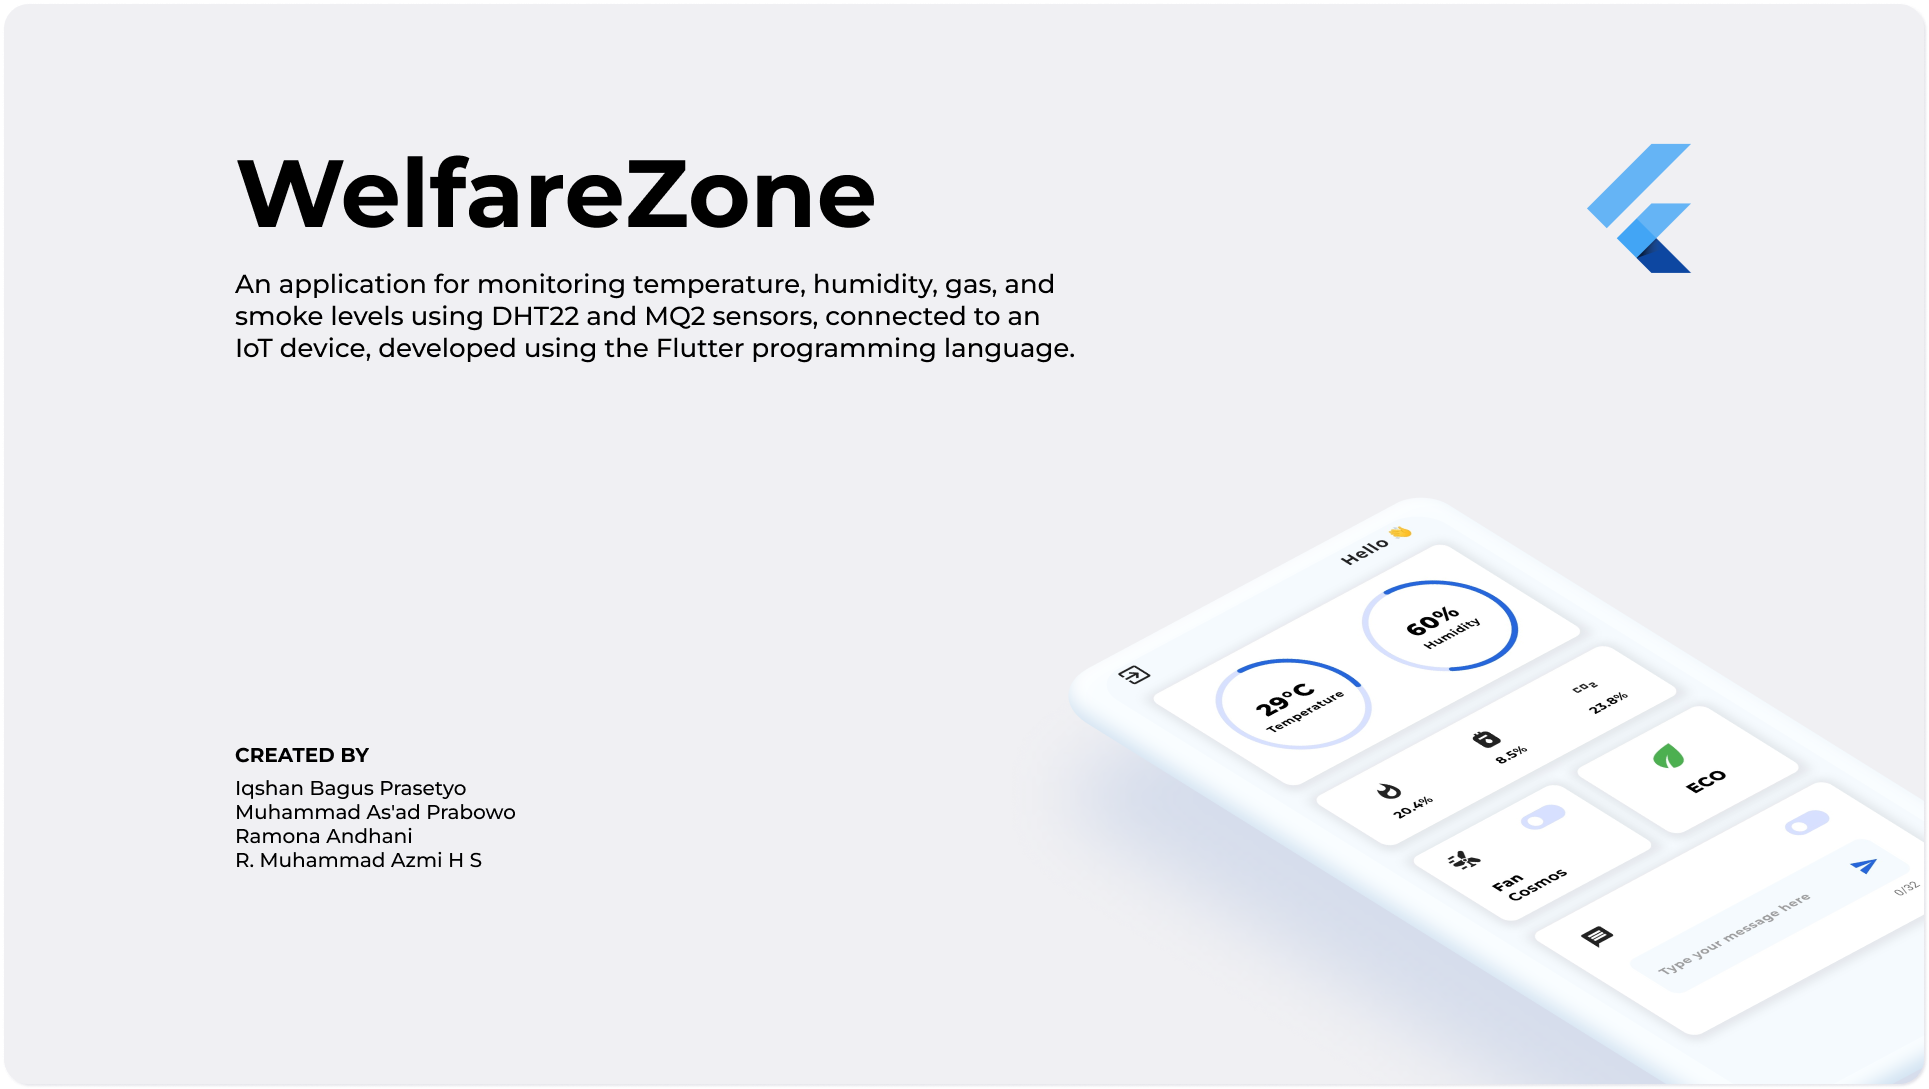 WelfareZone
An application for monitoring temperature, humidity, gas, and
smoke levels using DHT22 and MQ2 sensors, connected to an
IoT device, developed using the Flutter programming language.
CREATED BY
Iqshan Bagus Prasetyo
Muhammad As'ad Prabowo
Ramona Andhani
R. Muhammad Azmi H S
Hello 👋
29°C
Temperature
60%
Humidity
20.4%
8.5%
CO2
23.8%
Fan
Cosmos
ECO
Type your message here
0/32